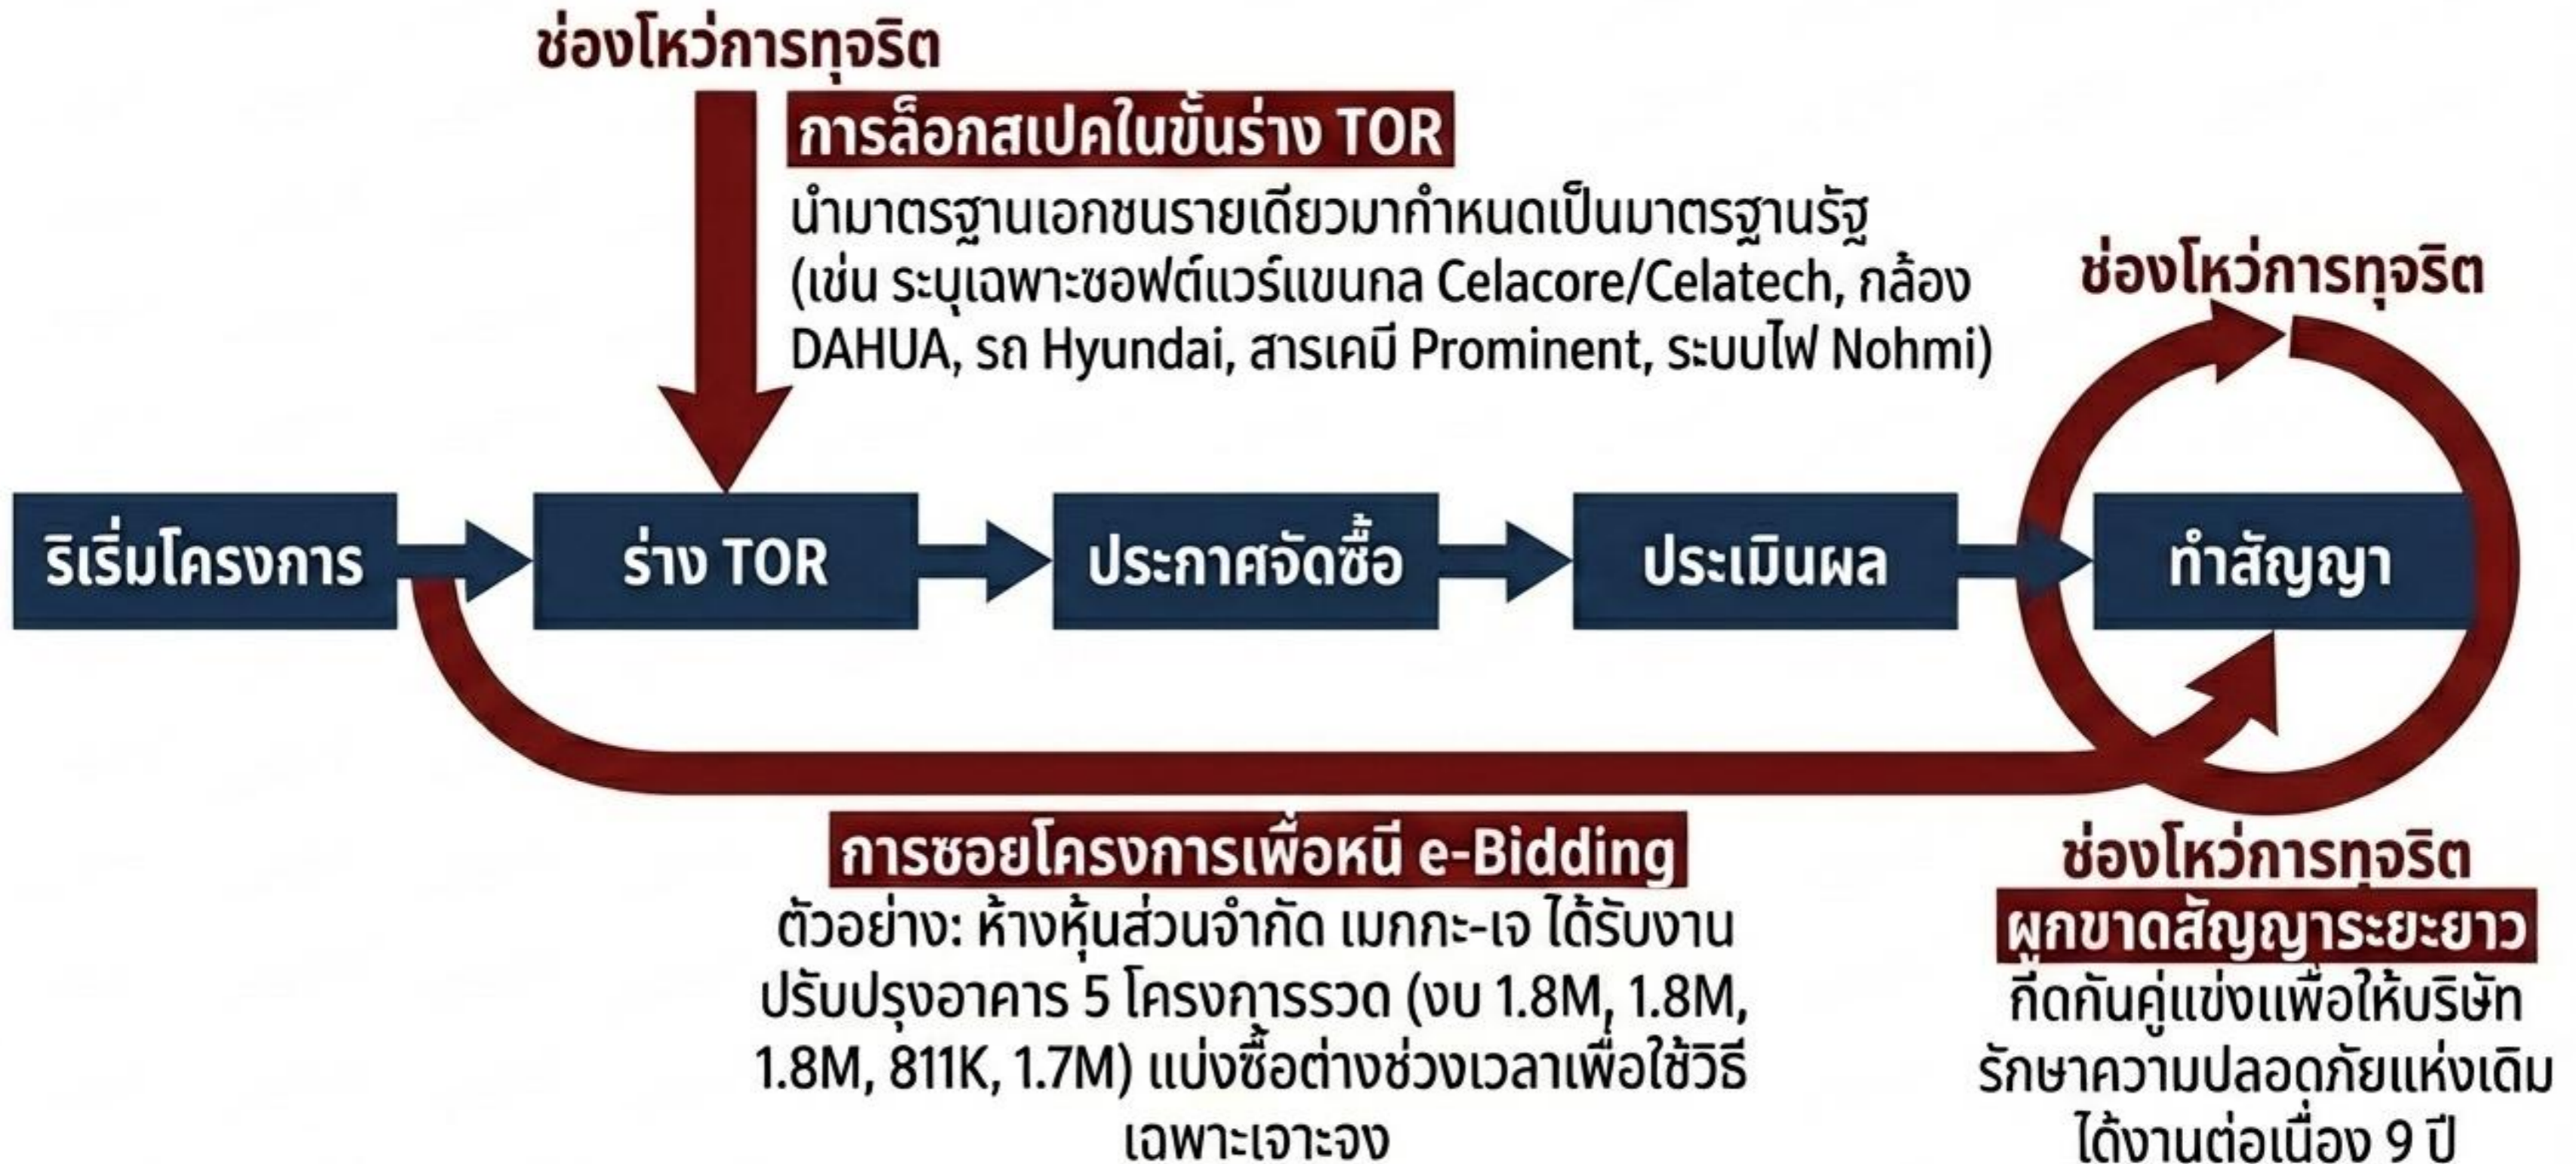 ช่องโหว่การทุจริต
การล็อกสเปคในขั้นร่าง TOR
นำมาตรฐานเอกชนรายเดียวมากำหนดเป็นมาตรฐานรัฐ
(เช่น ระบุเฉพาะซอฟต์แวร์แขนกล Celacore/Celatech, กล้อง
DAHUA, รถ Hyundai, สารเคมี Prominent, ระบบไฟ Nohmi)
ช่องโหว่การทุจริต
ริเริ่มโครงการ
ร่าง TOR
ประกาศจัดซื้อ
ประเมินผล
ทำสัญญา
การซอยโครงการเพื่อหนี e-Bidding
ตัวอย่าง: ห้างหุ้นส่วนจำกัด เมกกะ-เจ ได้รับงาน
ปรับปรุงอาคาร 5 โครงการรวด (งบ 1.8M, 1.8M,
1.8M, 811K, 1.7M) แบ่งซื้อต่างช่วงเวลาเพื่อใช้วิธี
เฉพาะเจาะจง
ช่องโหว่การทุจริต
ผูกขาดสัญญาระยะยาว
กีดกันคู่แข่งเเพื่อให้บริษัท
รักษาความปลอดภัยแห่งเดิม
ได้งานต่อเนื่อง 9 ปี